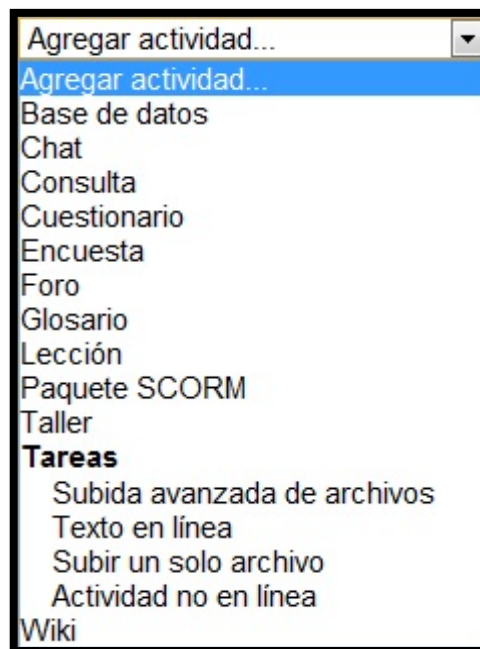 Agregar actividad...
Agregar actividad...
Base de datos
Chat
Consulta
Cuestionario
Encuesta
Foro
Glosario
Lección
Paquete SCORM
Taller
Tareas
Subida avanzada de archivos
Texto en línea
Subir un solo archivo
Actividad no en línea
Wiki